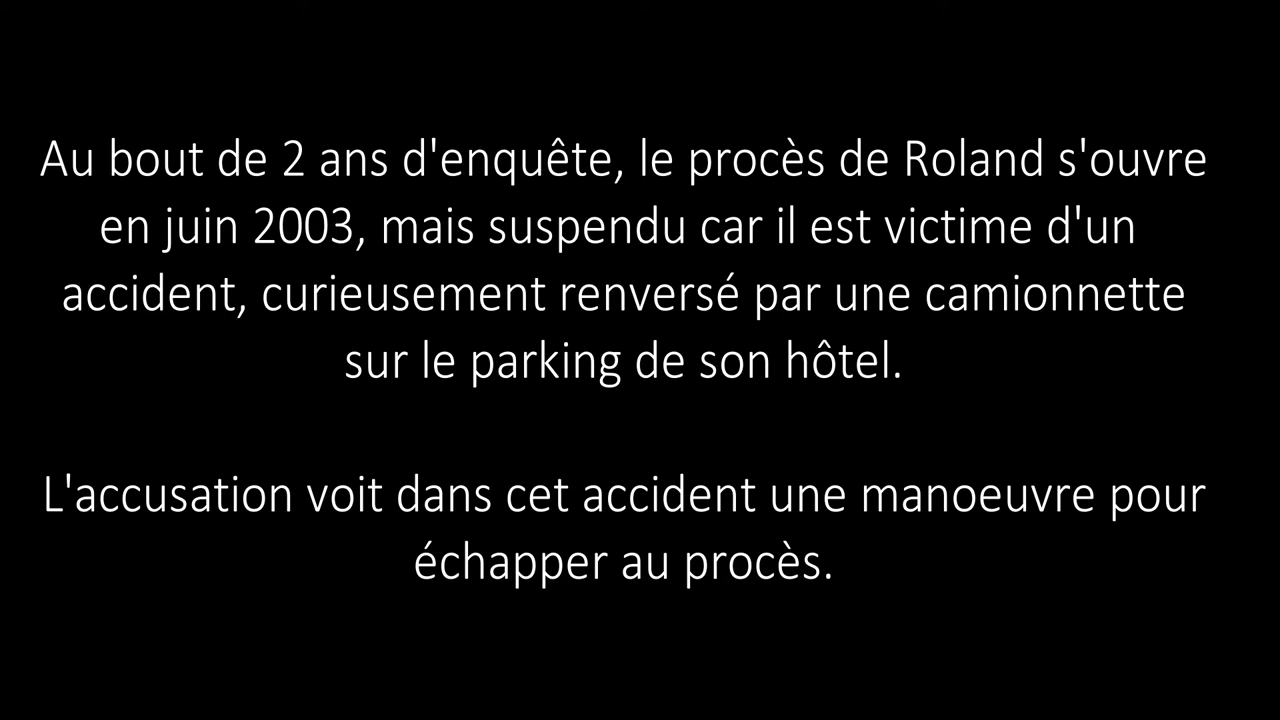 Au bout de 2 ans d'enquête, le procès de Roland s'ouvre
en juin 2003, mais suspendu car il est victime d'un
accident, curieusement renversé par une camionnette
sur le parking de son hôtel.
L'accusation voit dans cet accident une manoeuvre pour
échapper au procès.